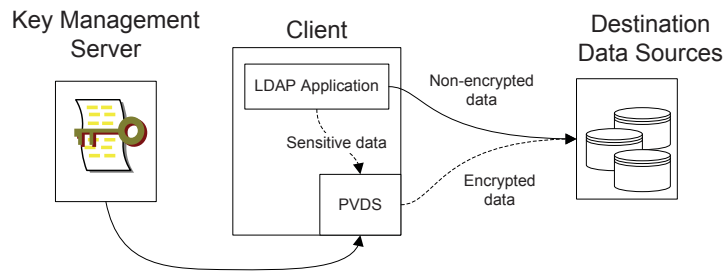 Key Management
Server
Client
Destination
Data Sources
LDAP Application
Non-encrypted
data
Sensitive data
PVDS
Encrypted
data